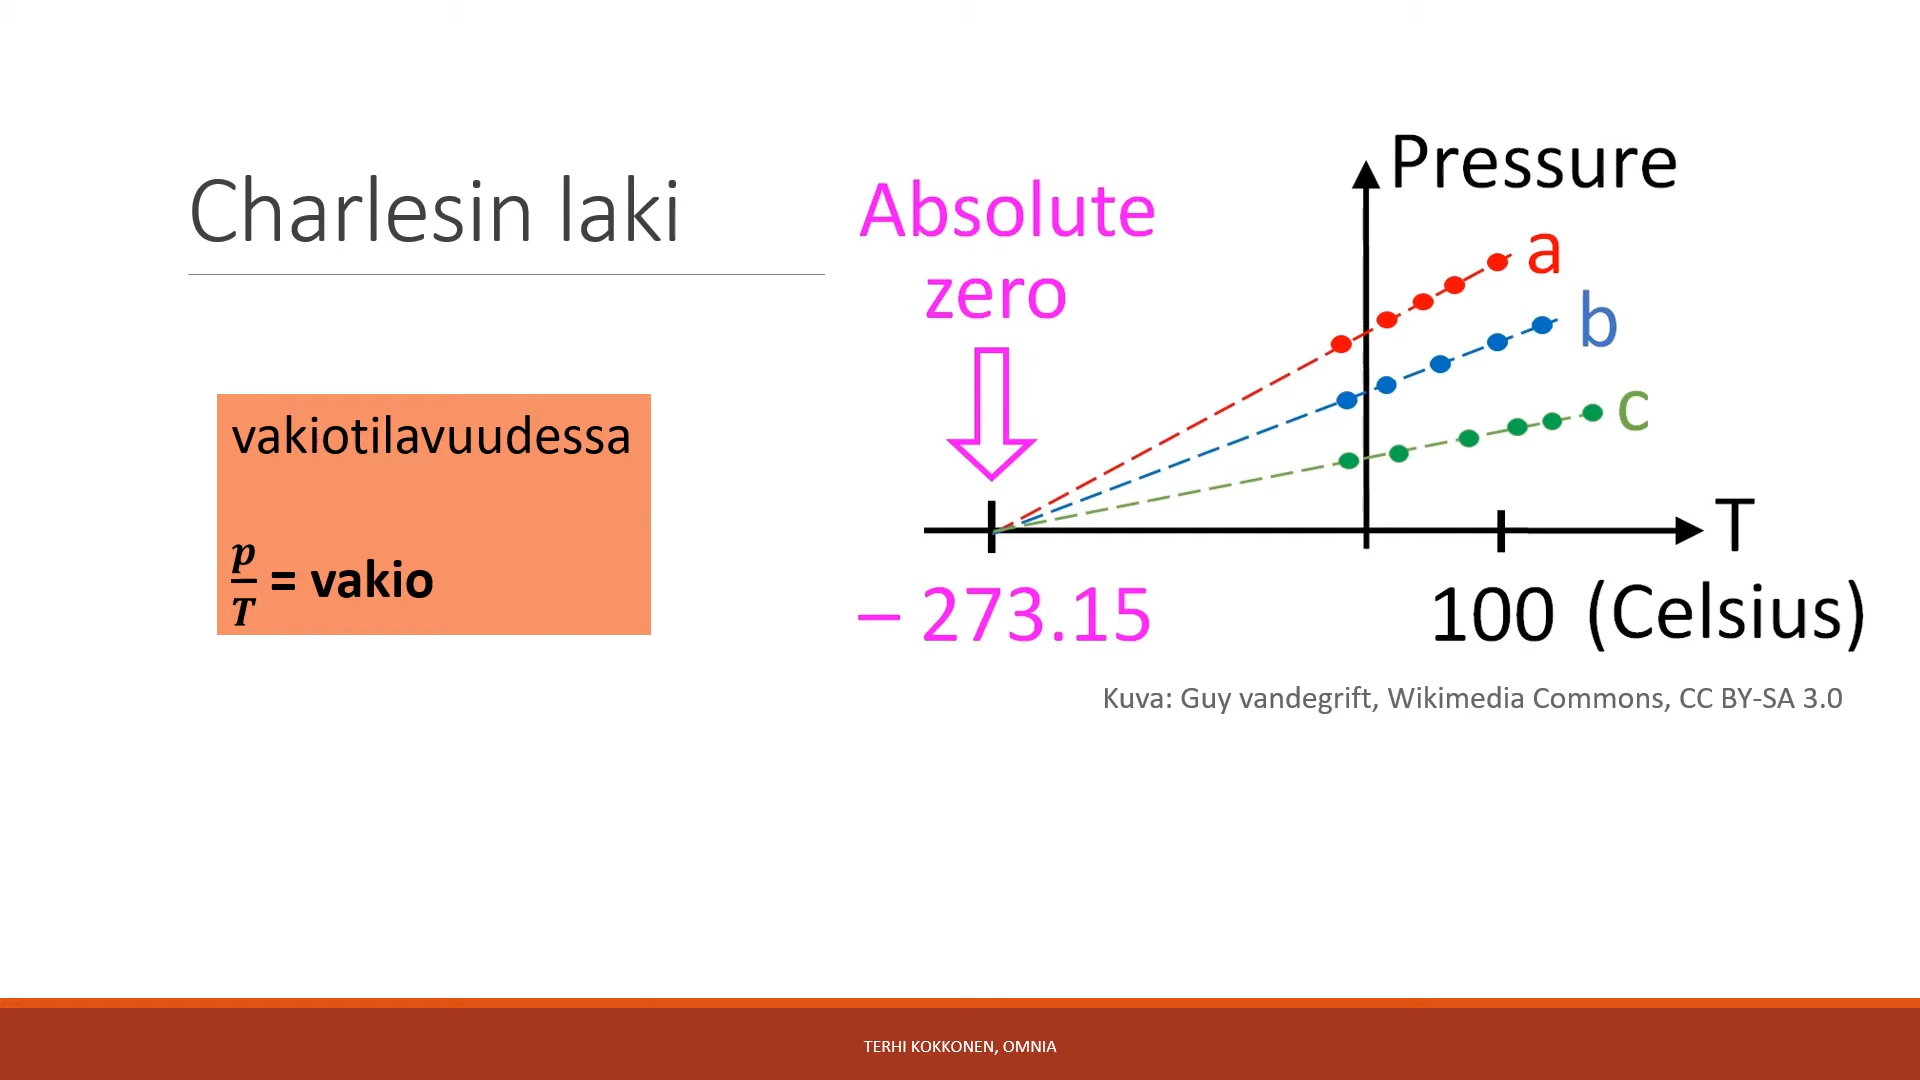 Charlesin laki
vakiotilavuudessa
p/T = vakio
Absolute
zero
Pressure
a
b
c
T
– 273.15
100 (Celsius)
Kuva: Guy vandegrift, Wikimedia Commons, CC BY-SA 3.0
TERHI KOKKONEN, OMNIA